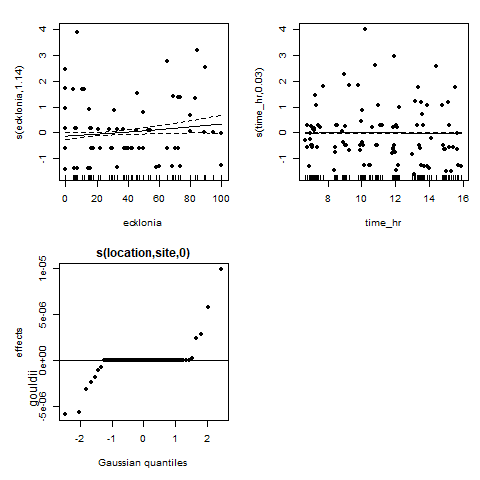 s(ecklonia,1.14)
4
3
2
1
0
-1
0 20 40 60 80 100
ecklonia
s(time_hr,0.03)
4
3
2
1
0
-1
8 10 12 14 16
time_hr
s(location,site,0)
gouldii
effects
1e-05
5e-06
0e+00
-5e-06
-2 -1 0 1 2
Gaussian quantiles